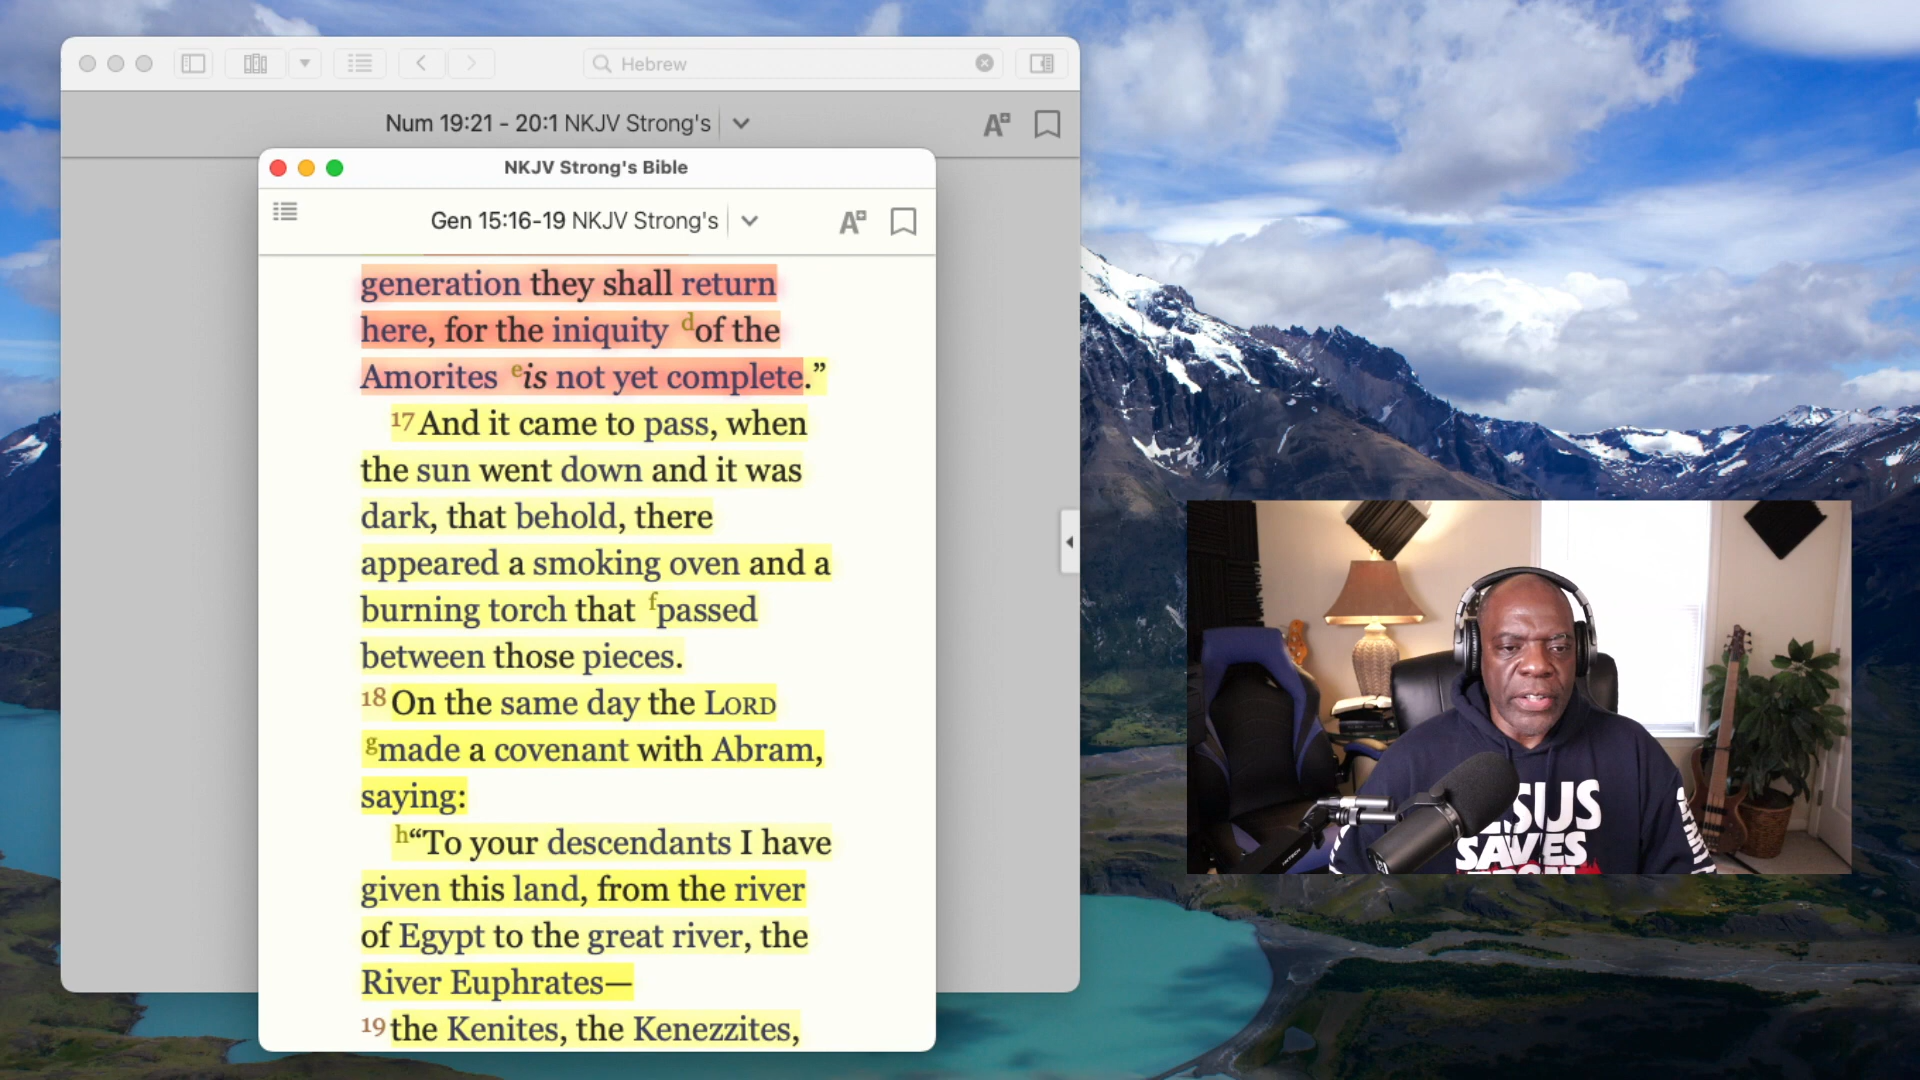 Hebrew
Num 19:21 - 20:1 NKJV Strong's
NKJV Strong's Bible
Gen 15:16-19 NKJV Strong's
generation they shall return
here, for the iniquity dof the
Amorites eis not yet complete.”
17 And it came to pass, when
the sun went down and it was
dark, that behold, there
appeared a smoking oven and a
burning torch that fpassed
between those pieces.
18 On the same day the LORD
gmade a covenant with Abram,
saying:
h“To your descendants I have
given this land, from the river
of Egypt to the great river, the
River Euphrates—
19 the Kenites, the Kenezzites,
SAVES